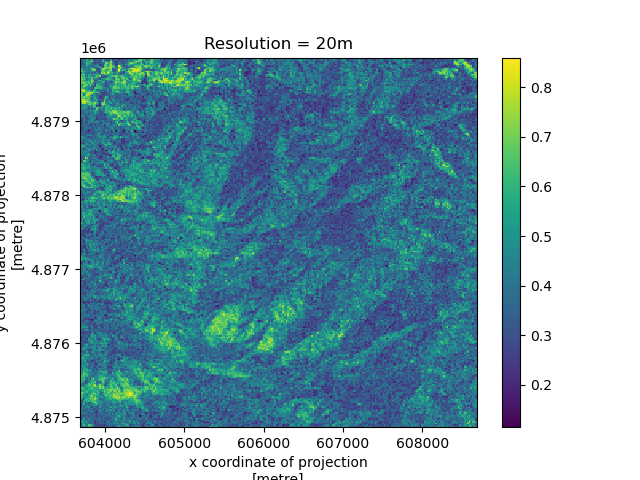 Resolution = 20m
1e6
4.879
4.878
4.877
4.876
4.875
y coordinate of projection
[metre]
604000 605000 606000 607000 608000
x coordinate of projection
[metre]
0.8
0.7
0.6
0.5
0.4
0.3
0.2